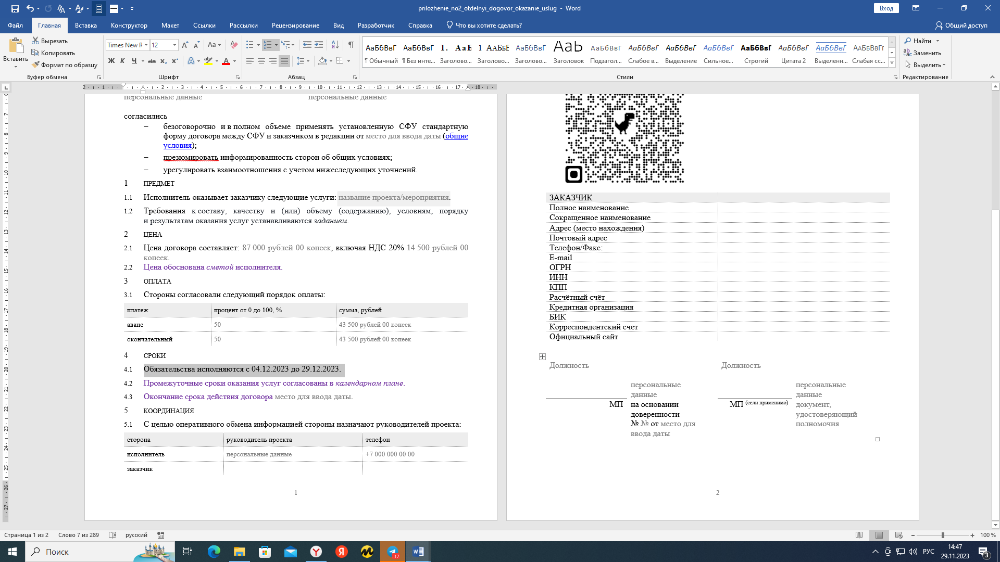 prilozhenie_no2_otdelnyi_dogovor_okazanie_uslug - Word
Вход
Файл
Главная
Вставка
Конструктор
Макет
Ссылки
Рассылки
Рецензирование
Вид
Разработчик
Справка
Что вы хотите сделать?
Общий доступ
Вставить
Вырезать
Копировать
Формат по образцу
Буфер обмена
Times New R
12
Шрифт
Абзац
АаБбВвГ
¶ Обычный
АаБбВвГ
¶ Без инте...
1. АаБ
Заголово...
1 ААБбЕ
Заголово...
АаБбВвГ
Заголово...
АаЬ
Заголовок
АаБбВвГ
Подзагол...
АаБбВвГ
Слабое в...
АаБбВвГ
Выделение
АаБбВвГ
Сильное...
АаБбВвГ
Строгий
АаБбВвГ
Цитата 2
АаБбВвГ
Выделенн...
ААБбВвГг
Слабая сс...
Стили
Найти
Заменить
Выделить
Редактирование
персональные данные персональные данные
согласились
– безоговорочно и в полном объеме применять установленную СФУ стандартную
форму договора между СФУ и заказчиком в редакции от место для ввода даты (общие
условия);
– презюмировать информированность сторон об общих условиях;
– урегулировать взаимоотношения с учетом нижеследующих уточнений.
1 ПРЕДМЕТ
1.1 Исполнитель оказывает заказчику следующие услуги: название проекта/мероприятия.
1.2 Требования к составу, качеству и (или) объему (содержанию), условиям, порядку
и результатам оказания услуг устанавливаются заданием.
2 ЦЕНА
2.1 Цена договора составляет: 87 000 рублей 00 копеек, включая НДС 20% 14 500 рублей 00
копеек.
2.2 Цена обоснована сметой исполнителя.
3 ОПЛАТА
3.1 Стороны согласовали следующий порядок оплаты:
платеж процент от 0 до 100, % сумма, рублей
аванс 50 43 500 рублей 00 копеек
окончательный 50 43 500 рублей 00 копеек
4 СРОКИ
4.1 Обязательства исполняются с 04.12.2023 до 29.12.2023.
4.2 Промежуточные сроки оказания услуг согласованы в календарном плане.
4.3 Окончание срока действия договора место для ввода даты.
5 КООРДИНАЦИЯ
5.1 С целью оперативного обмена информацией стороны назначают руководителей проекта:
сторона руководитель проекта телефон
исполнитель персональные данные +7 000 000 00 00
заказчик
1
ЗАКАЗЧИК
Полное наименование
Сокращенное наименование
Адрес (место нахождения)
Почтовый адрес
Телефон/Факс:
E-mail
ОГРН
ИНН
КПП
Расчётный счёт
Кредитная организация
БИК
Корреспондентский счет
Официальный сайт
Должность
персональные
данные
МП на основании
доверенности
№ № от место для
ввода даты
Должность
персональные
данные
МП (если применимо) документ,
удостоверяющий
полномочия
2
Страница 1 из 2
Слово 7 из 289
русский
100 %
Поиск
..17
РУС
14:47
29.11.2023
3